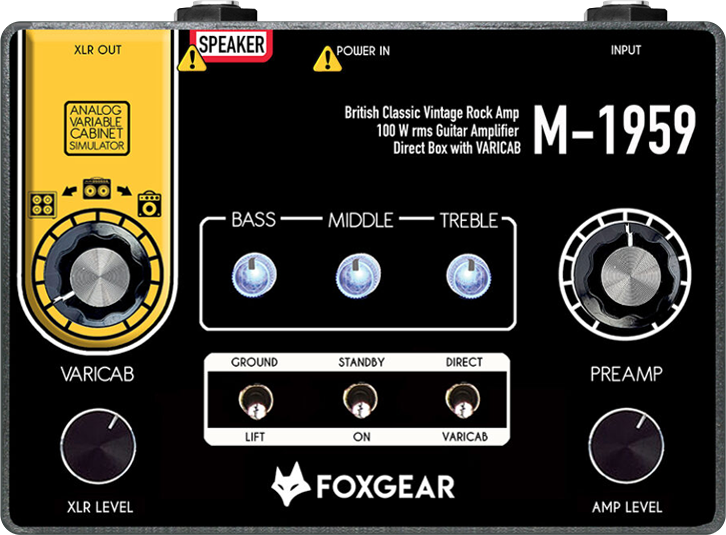 XLR OUT
SPEAKER
POWER IN
INPUT
ANALOG
VARIABLE
CABINET
SIMULATOR
British Classic Vintage Rock Amp
100 W rms Guitar Amplifier
Direct Box with VARICAB
M-1959
BASS
MIDDLE
TREBLE
VARICAB
PREAMP
GROUND
STANDBY
DIRECT
LIFT
ON
VARICAB
XLR LEVEL
AMP LEVEL
FOXGEAR